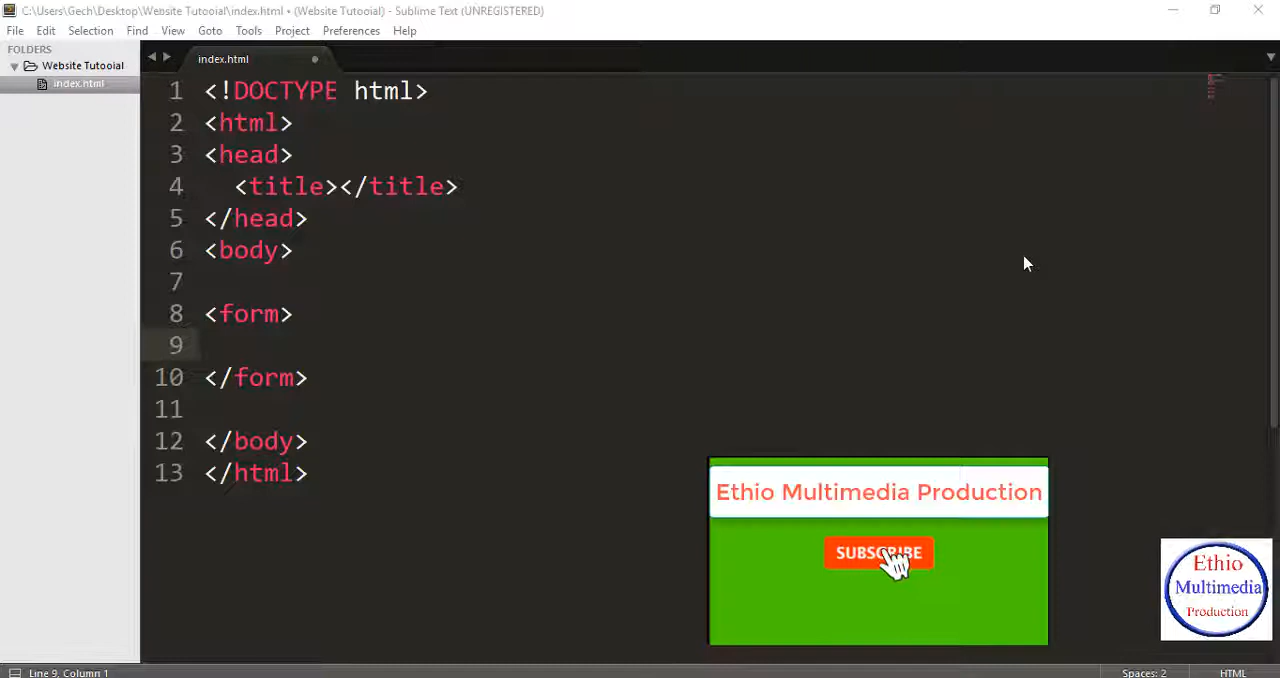 C:\Users\Gech\Desktop\Website Tutooial\index.html • (Website Tutooial) - Sublime Text (UNREGISTERED)
File Edit Selection Find View Goto Tools Project Preferences Help
FOLDERS
Website Tutooial
index.html
index.html
1 <!DOCTYPE html>
2 <html>
3 <head>
4 <title></title>
5 </head>
6 <body>
7
8 <form>
9
10 </form>
11
12 </body>
13 </html>
Ethio Multimedia Production
SUBSCRIBE
Ethio
Multimedia
Production
Line 9, Column 1
Spaces: 2
HTML